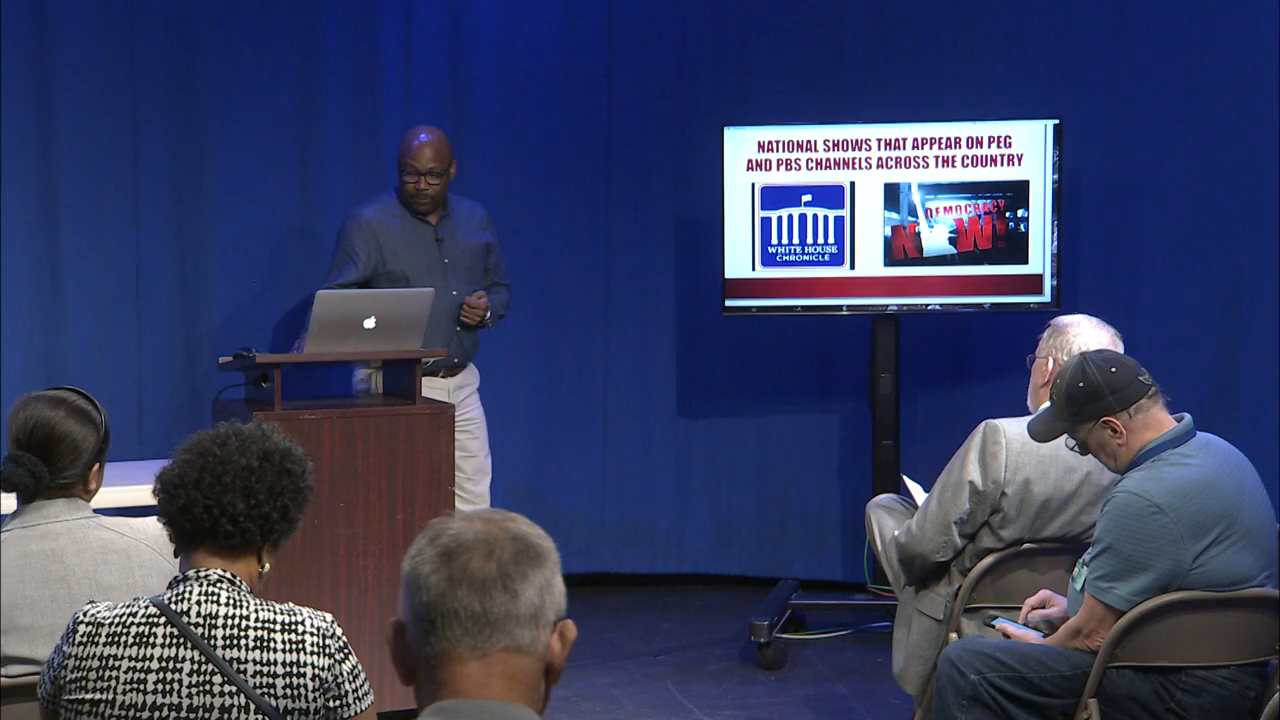 NATIONAL SHOWS THAT APPEAR ON PEG
AND PBS CHANNELS ACROSS THE COUNTRY
WHITE HOUSE
CHRONICLE
DEMOCRACY
NOW!